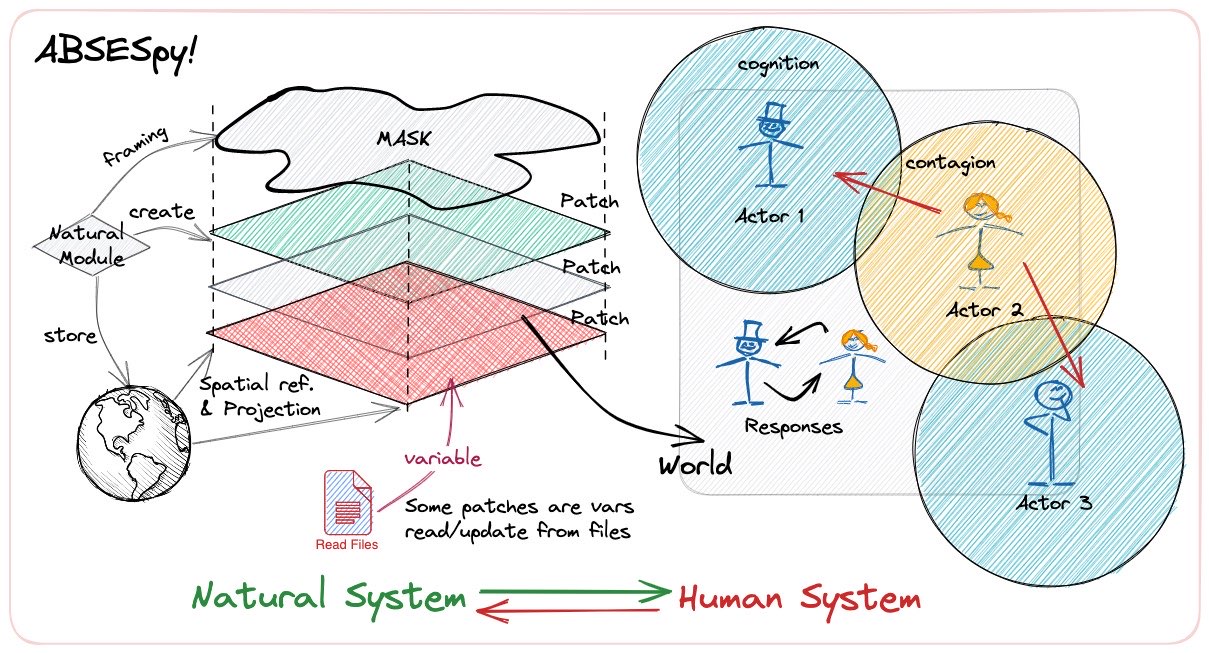 ABSESpy!
framing
MASK
create
Natural
Module
store
Patch
Patch
Patch
Spatial ref.
& Projection
variable
Read Files
Some patches are vars
read/update from files
World
cognition
Actor 1
contagion
Actor 2
Responses
Actor 3
Natural System
Human System